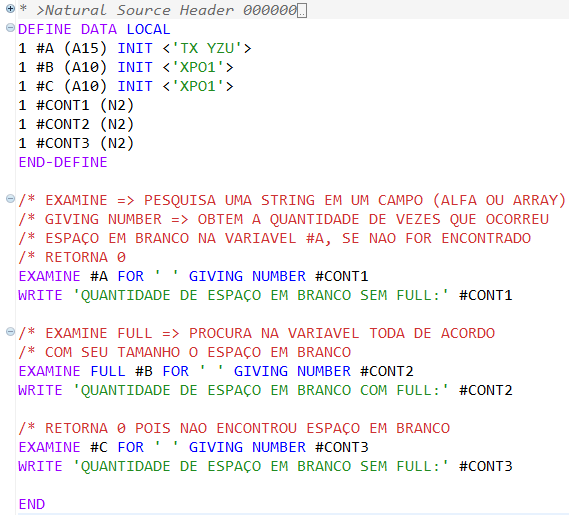 * >Natural Source Header 000000..
DEFINE DATA LOCAL
1 #A (A15) INIT <'TX YZU'>
1 #B (A10) INIT <'XPO1'>
1 #C (A10) INIT <'XPO1'>
1 #CONT1 (N2)
1 #CONT2 (N2)
1 #CONT3 (N2)
END-DEFINE
/* EXAMINE => PESQUISA UMA STRING EM UM CAMPO (ALFA OU ARRAY)
/* GIVING NUMBER => OBTEM A QUANTIDADE DE VEZES QUE OCORREU
/* ESPAÇO EM BRANCO NA VARIAVEL #A, SE NAO FOR ENCONTRADO
/* RETORNA 0
EXAMINE #A FOR ' ' GIVING NUMBER #CONT1
WRITE 'QUANTIDADE DE ESPAÇO EM BRANCO SEM FULL:' #CONT1
/* EXAMINE FULL => PROCURA NA VARIAVEL TODA DE ACORDO
/* COM SEU TAMANHO O ESPAÇO EM BRANCO
EXAMINE FULL #B FOR ' ' GIVING NUMBER #CONT2
WRITE 'QUANTIDADE DE ESPAÇO EM BRANCO COM FULL:' #CONT2
/* RETORNA 0 POIS NAO ENCONTROU ESPAÇO EM BRANCO
EXAMINE #C FOR ' ' GIVING NUMBER #CONT3
WRITE 'QUANTIDADE DE ESPAÇO EM BRANCO SEM FULL:' #CONT3
END